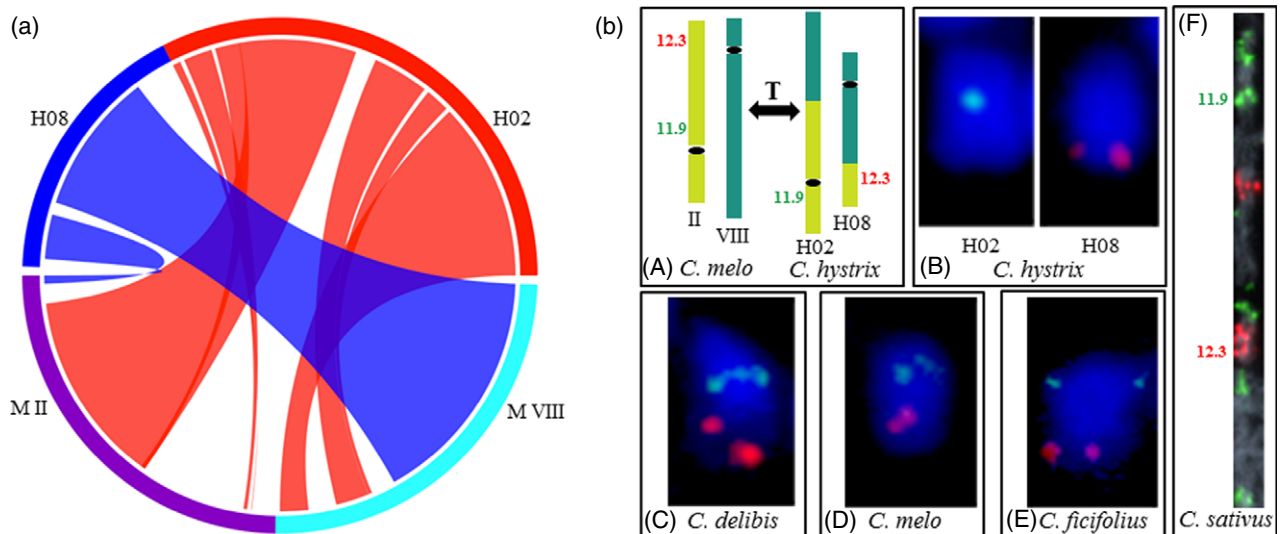 (a)
H08
H02
M II
M VIII
(b)
12.3
11.9
II
VIII
T
11.9
12.3
H02
H08
(A) C. melo
C. hystrix
H02
H08
(B) C. hystrix
(C) C. delibis
(D) C. melo
(E) C. ficifolius
(F)
11.9
12.3
C. sativus